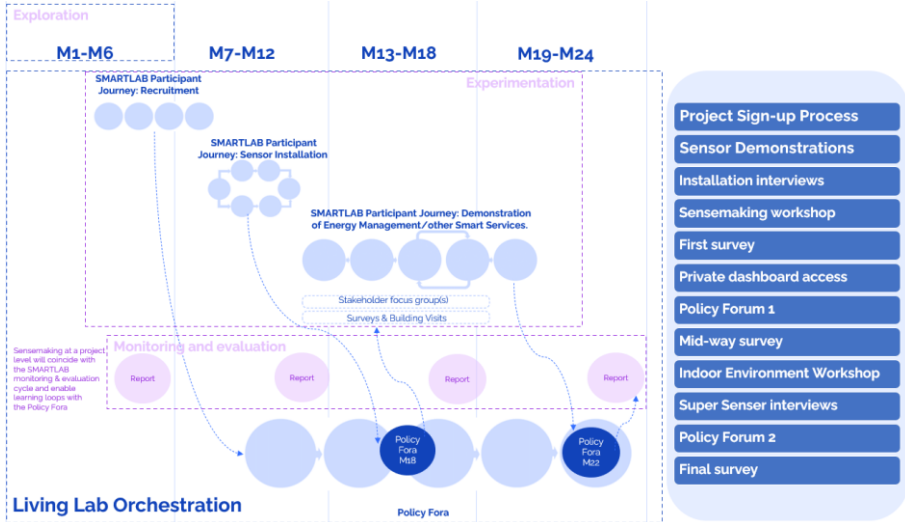 Exploration
M1-M6
M7-M12
M13-M18
M19-M24
SMARTLAB Participant
Journey: Recruitment
Experimentation
SMARTLAB Participant
Journey: Sensor Installation
SMARTLAB Participant Journey: Demonstration
of Energy Management/other Smart Services.
Stakeholder focus group(s)
Surveys & Building Visits
Sensemaking at a project
level will coincide with
the SMARTLAB
monitoring & evaluation
cycle and enable
learning loops with
the Policy Fora
Monitoring and evaluation
Report
Report
Report
Report
Policy
Fora
M18
Policy
Fora
M22
Living Lab Orchestration
Policy Fora
Project Sign-up Process
Sensor Demonstrations
Installation interviews
Sensemaking workshop
First survey
Private dashboard access
Policy Forum 1
Mid-way survey
Indoor Environment Workshop
Super Senser interviews
Policy Forum 2
Final survey